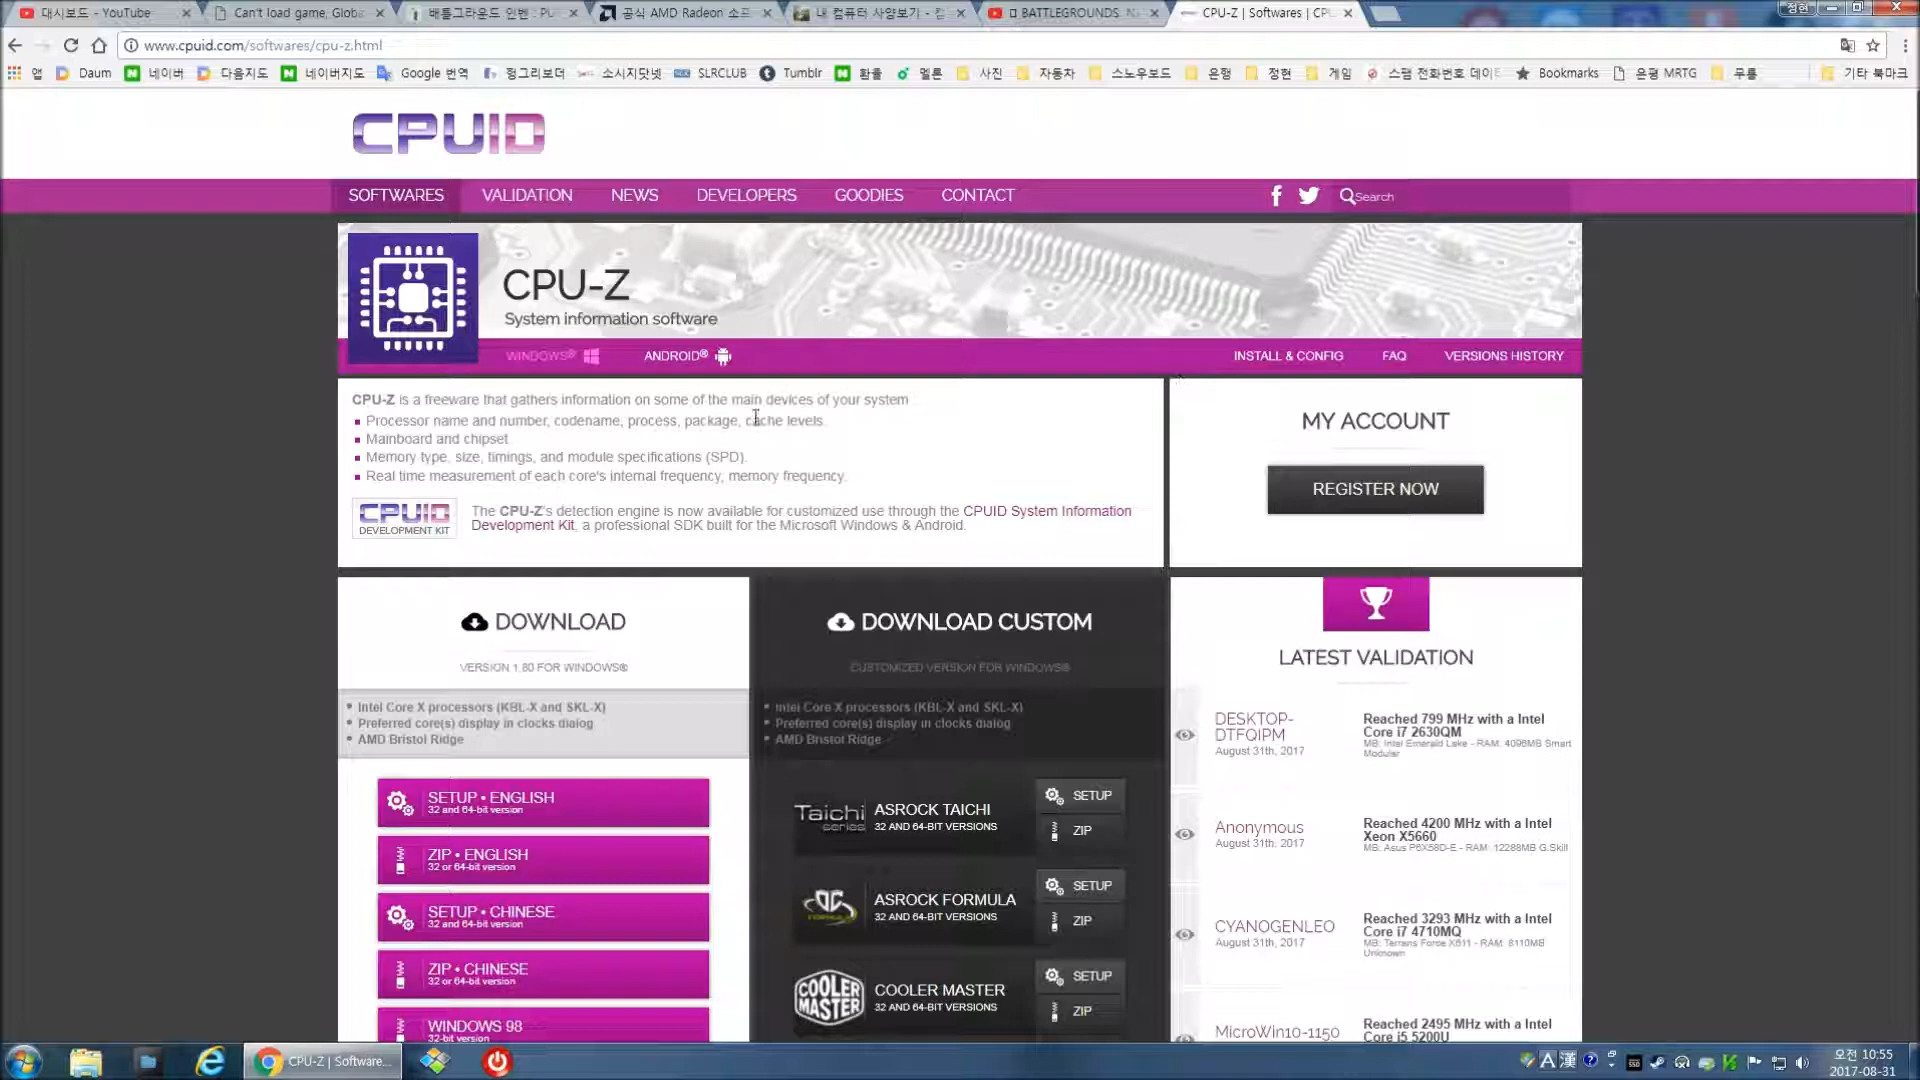 대시보드 - YouTube
Can't load game, Globa
배틀그라운드 인벤 : PU
공식 AMD Radeon 소프
내 컴퓨터 사양보기 - 컴
BATTLEGROUNDS
CPU-Z | Softwares | CPU
정현
www.cpuid.com/softwares/cpu-z.html
앱
Daum
네이버
다음지도
네이버지도
Google 번역
헝그리보더
소시지닷넷
SLRCLUB
Tumblr
환율
멜론
사진
자동차
스노우보드
은행
정현
게임
스팸 전화번호 데이터
Bookmarks
은평 MRTG
무룡
기타 북마크
CPUID
SOFTWARES
VALIDATION
NEWS
DEVELOPERS
GOODIES
CONTACT
Search
CPU-Z
System information software
WINDOWS®
ANDROID®
INSTALL & CONFIG
FAQ
VERSIONS HISTORY
CPU-Z is a freeware that gathers information on some of the main devices of your system
Processor name and number, codename, process, package, cache levels.
Mainboard and chipset
Memory type, size, timings, and module specifications (SPD).
Real time measurement of each core's internal frequency, memory frequency.
CPUID
DEVELOPMENT KIT
The CPU-Z's detection engine is now available for customized use through the CPUID System Information
Development Kit, a professional SDK built for the Microsoft Windows & Android.
MY ACCOUNT
REGISTER NOW
DOWNLOAD
VERSION 1.80 FOR WINDOWS®
Intel Core X processors (KBL-X and SKL-X)
Preferred core(s) display in clocks dialog
AMD Bristol Ridge
SETUP • ENGLISH
32 and 64-bit version
ZIP • ENGLISH
32 or 64-bit version
SETUP • CHINESE
32 and 64-bit version
ZIP • CHINESE
32 or 64-bit version
WINDOWS 98
32-bit version
DOWNLOAD CUSTOM
CUSTOMIZED VERSION FOR WINDOWS®
Intel Core X processors (KBL-X and SKL-X)
Preferred core(s) display in clocks dialog
AMD Bristol Ridge
Taichi
series
ASROCK TAICHI
32 AND 64-BIT VERSIONS
SETUP
ZIP
OC
FORMULA
ASROCK FORMULA
32 AND 64-BIT VERSIONS
SETUP
ZIP
COOLER
MASTER
COOLER MASTER
32 AND 64-BIT VERSIONS
SETUP
ZIP
LATEST VALIDATION
DESKTOP-
DTFQIPM
August 31th, 2017
Reached 799 MHz with a Intel
Core i7 2630QM
MB: Intel Emerald Lake - RAM: 4096MB Smart
Modular
Anonymous
August 31th, 2017
Reached 4200 MHz with a Intel
Xeon X5660
MB: Asus P6X58D-E - RAM: 12288MB G.Skill
CYANOGENLEO
August 31th, 2017
Reached 3293 MHz with a Intel
Core i7 4710MQ
MB: Terrans Force X611 - RAM: 8110MB
Unknown
MicroWin10-1150
Reached 2495 MHz with a Intel
Core i5 5200U
CPU-Z | Software...
A 漢
오전 10:55
2017-08-31